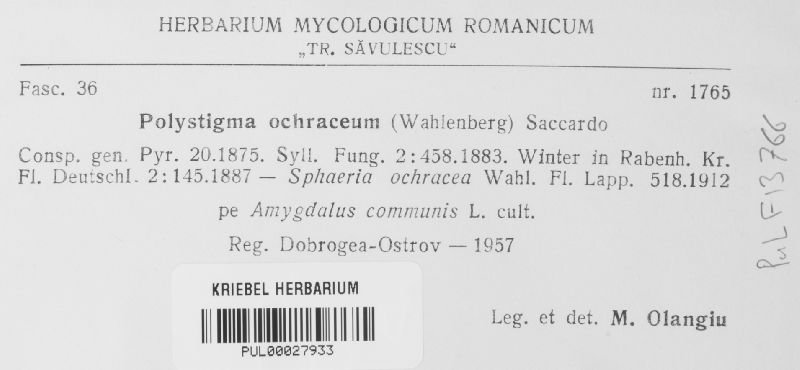 HERBARIUM MYCOLOGICUM ROMANICUM
„TR. SĂVULESCU“
Fasc. 36
nr. 1765
Polystigma ochraceum (Wahlenberg) Saccardo
Consp. gen. Pyr. 20.1875. Syll. Fung. 2:458.1883. Winter in Rabenh. Kr.
Fl. Deutschl. 2:145.1887 — Sphaeria ochracea Wahl. Fl. Lapp. 518.1912
pe Amygdalus communis L. cult.
Reg. Dobrogea-Ostrov — 1957
KRIEBEL HERBARIUM
PUL00027933
Leg. et det. M. Olangiu
PuL F13766